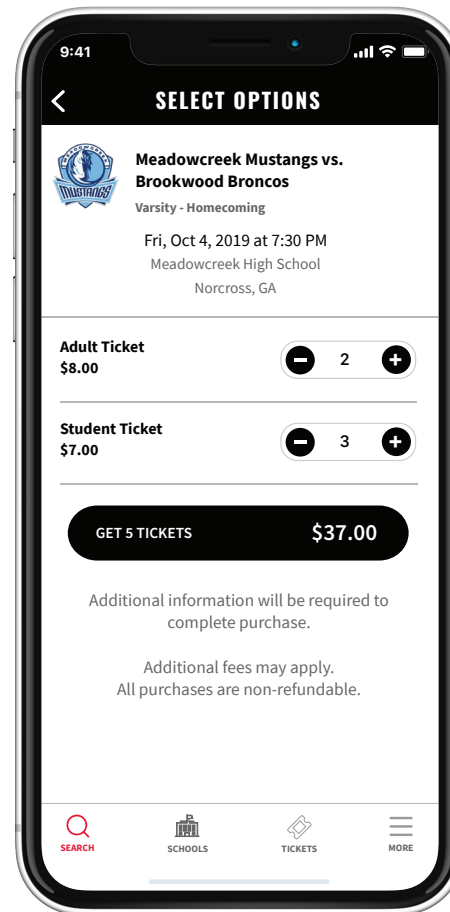 9:41
SELECT OPTIONS
MEADOWCREEK
MUSTANGS
Meadowcreek Mustangs vs.
Brookwood Broncos
Varsity - Homecoming
Fri, Oct 4, 2019 at 7:30 PM
Meadowcreek High School
Norcross, GA
Adult Ticket
$8.00
2
Student Ticket
$7.00
3
GET 5 TICKETS $37.00
Additional information will be required to
complete purchase.
Additional fees may apply.
All purchases are non-refundable.
SEARCH SCHOOLS TICKETS MORE